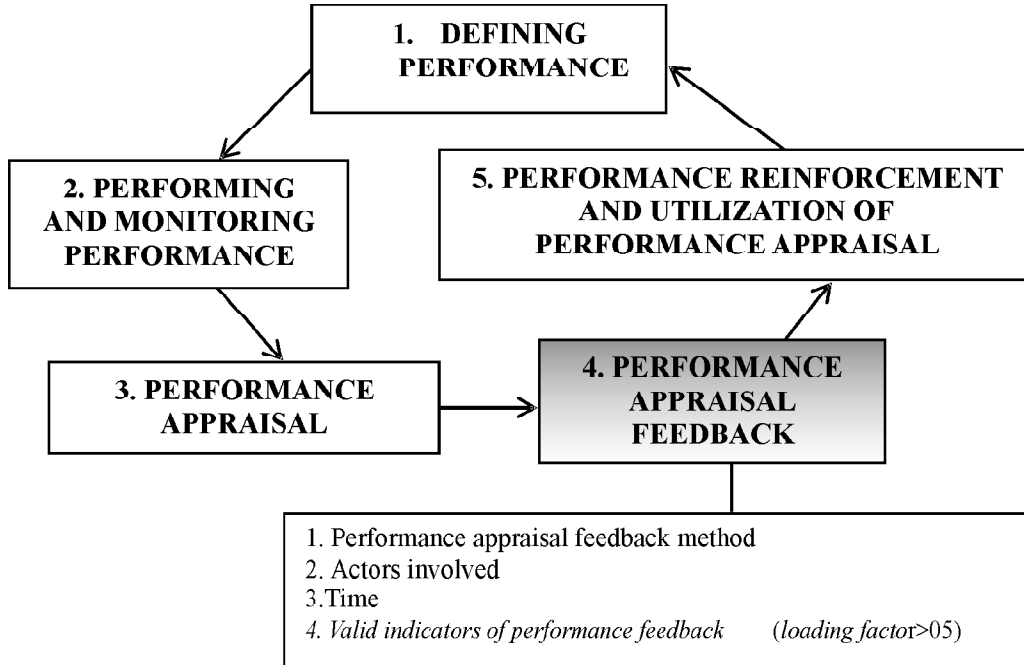 1. DEFINING
PERFORMANCE
2. PERFORMING
AND MONITORING
PERFORMANCE
3. PERFORMANCE
APPRAISAL
4. PERFORMANCE
APPRAISAL
FEEDBACK
5. PERFORMANCE REINFORCEMENT
AND UTILIZATION OF
PERFORMANCE APPRAISAL
1. Performance appraisal feedback method
2. Actors involved
3.Time
4. Valid indicators of performance feedback (loading factor>05)